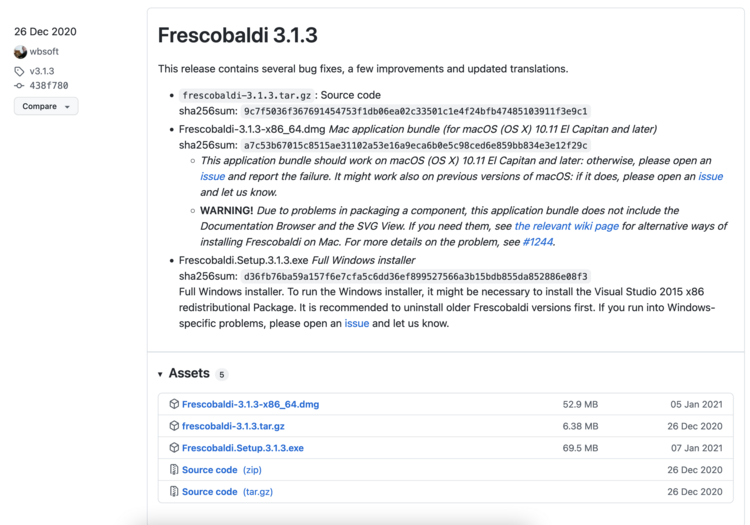 26 Dec 2020
wbsoft
v3.1.3
438f780
Compare
Frescobaldi 3.1.3
This release contains several bug fixes, a few improvements and updated translations.
frescobaldi-3.1.3.tar.gz : Source code
sha256sum: 9c7f5036f367691454753f1db06ea02c33501c1e4f24bfb47485103911f3e9c1
Frescobaldi-3.1.3-x86_64.dmg Mac application bundle (for macOS (OS X) 10.11 El Capitan and later)
sha256sum: a7c53b67015c8515ae31102a53e16a9eca6b0e5c98ced6e859bb834e3e12f29c
This application bundle should work on macOS (OS X) 10.11 El Capitan and later: otherwise, please open an
issue and report the failure. It might work also on previous versions of macOS: if it does, please open an issue
and let us know.
WARNING! Due to problems in packaging a component, this application bundle does not include the
Documentation Browser and the SVG View. If you need them, see the relevant wiki page for alternative ways of
installing Frescobaldi on Mac. For more details on the problem, see #1244.
Frescobaldi.Setup.3.1.3.exe Full Windows installer
sha256sum: d36fb76ba59a157f6e7cfa5c6dd36ef899527566a3b15bdb855da852886e08f3
Full Windows installer. To run the Windows installer, it might be necessary to install the Visual Studio 2015 x86
redistributional Package. It is recommended to uninstall older Frescobaldi versions first. If you run into Windows-
specific problems, please open an issue and let us know.
Assets 5
Frescobaldi-3.1.3-x86_64.dmg 52.9 MB 05 Jan 2021
frescobaldi-3.1.3.tar.gz 6.38 MB 26 Dec 2020
Frescobaldi.Setup.3.1.3.exe 69.5 MB 07 Jan 2021
Source code (zip) 26 Dec 2020
Source code (tar.gz) 26 Dec 2020